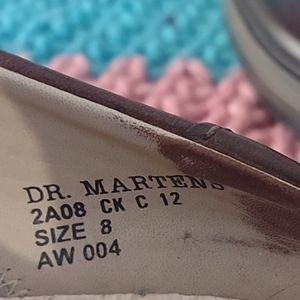 DR. MARTENS
2A08 CK C 12
SIZE 8
AW 004